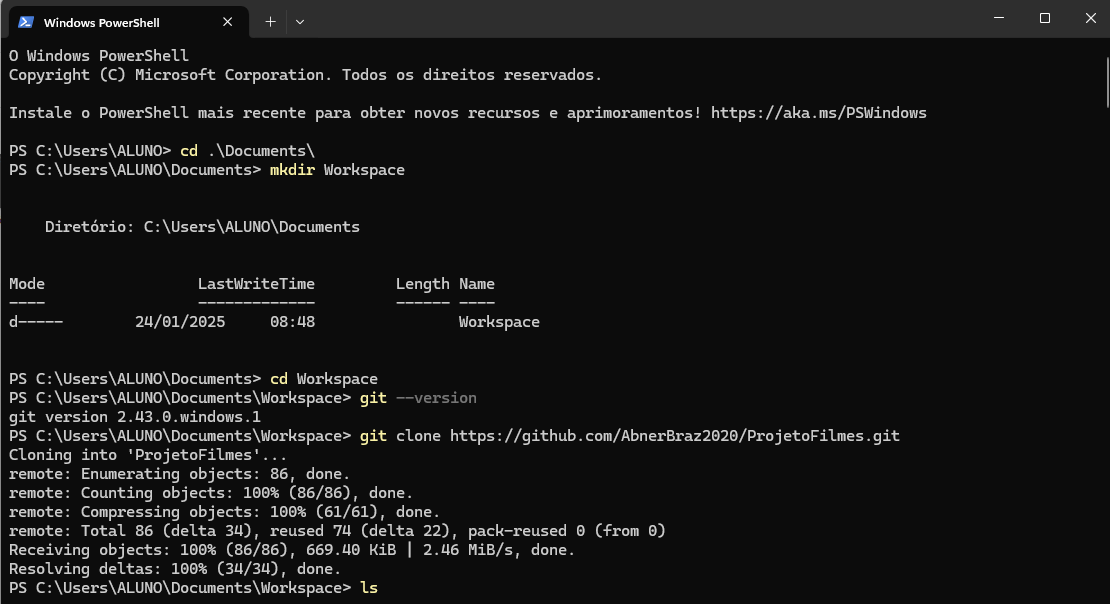 Windows PowerShell
O Windows PowerShell
Copyright (C) Microsoft Corporation. Todos os direitos reservados.
Instale o PowerShell mais recente para obter novos recursos e aprimoramentos! https://aka.ms/PSWindows
PS C:\Users\ALUNO> cd .\Documents\
PS C:\Users\ALUNO\Documents> mkdir Workspace
Diretório: C:\Users\ALUNO\Documents
Mode                 LastWriteTime         Length Name
----                 -------------         ------ ----
d-----        24/01/2025     08:48                Workspace
PS C:\Users\ALUNO\Documents> cd Workspace
PS C:\Users\ALUNO\Documents\Workspace> git --version
git version 2.43.0.windows.1
PS C:\Users\ALUNO\Documents\Workspace> git clone https://github.com/AbnerBraz2020/ProjetoFilmes.git
Cloning into 'ProjetoFilmes'...
remote: Enumerating objects: 86, done.
remote: Counting objects: 100% (86/86), done.
remote: Compressing objects: 100% (61/61), done.
remote: Total 86 (delta 34), reused 74 (delta 22), pack-reused 0 (from 0)
Receiving objects: 100% (86/86), 669.40 KiB | 2.46 MiB/s, done.
Resolving deltas: 100% (34/34), done.
PS C:\Users\ALUNO\Documents\Workspace> ls